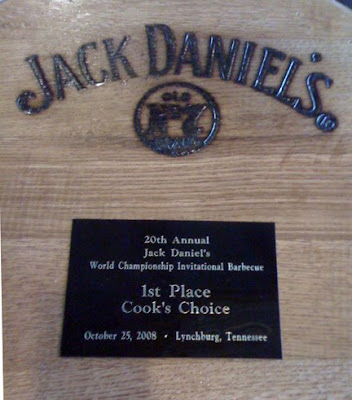 JACK DANIEL'S
OLD
No. 7
BRAND
20th Annual
Jack Daniel's
World Championship Invitational Barbecue
1st Place
Cook's Choice
October 25, 2008 • Lynchburg, Tennessee